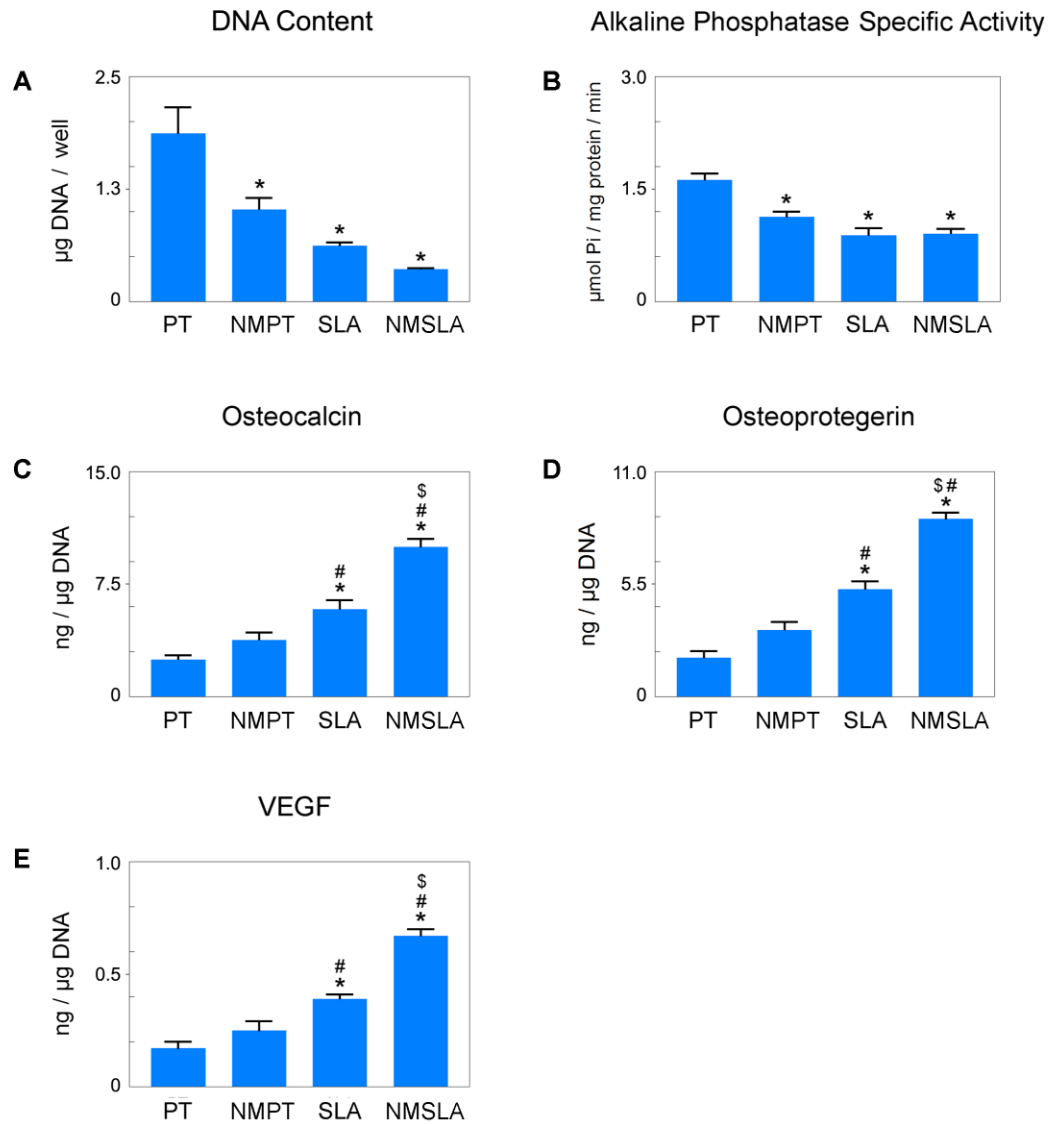 DNA Content
A
2.5
1.3
0
µg DNA / well
*
*
*
PT NMPT SLA NMSLA
Alkaline Phosphatase Specific Activity
B
3.0
1.5
0
µmol Pi / mg protein / min
*
*
*
PT NMPT SLA NMSLA
Osteocalcin
C
15.0
7.5
0
ng / µg DNA
#
*
$
#
*
PT NMPT SLA NMSLA
Osteoprotegerin
D
11.0
5.5
0
ng / µg DNA
#
*
$ #
*
PT NMPT SLA NMSLA
VEGF
E
1.0
0.5
0
ng / µg DNA
#
*
$
#
*
PT NMPT SLA NMSLA